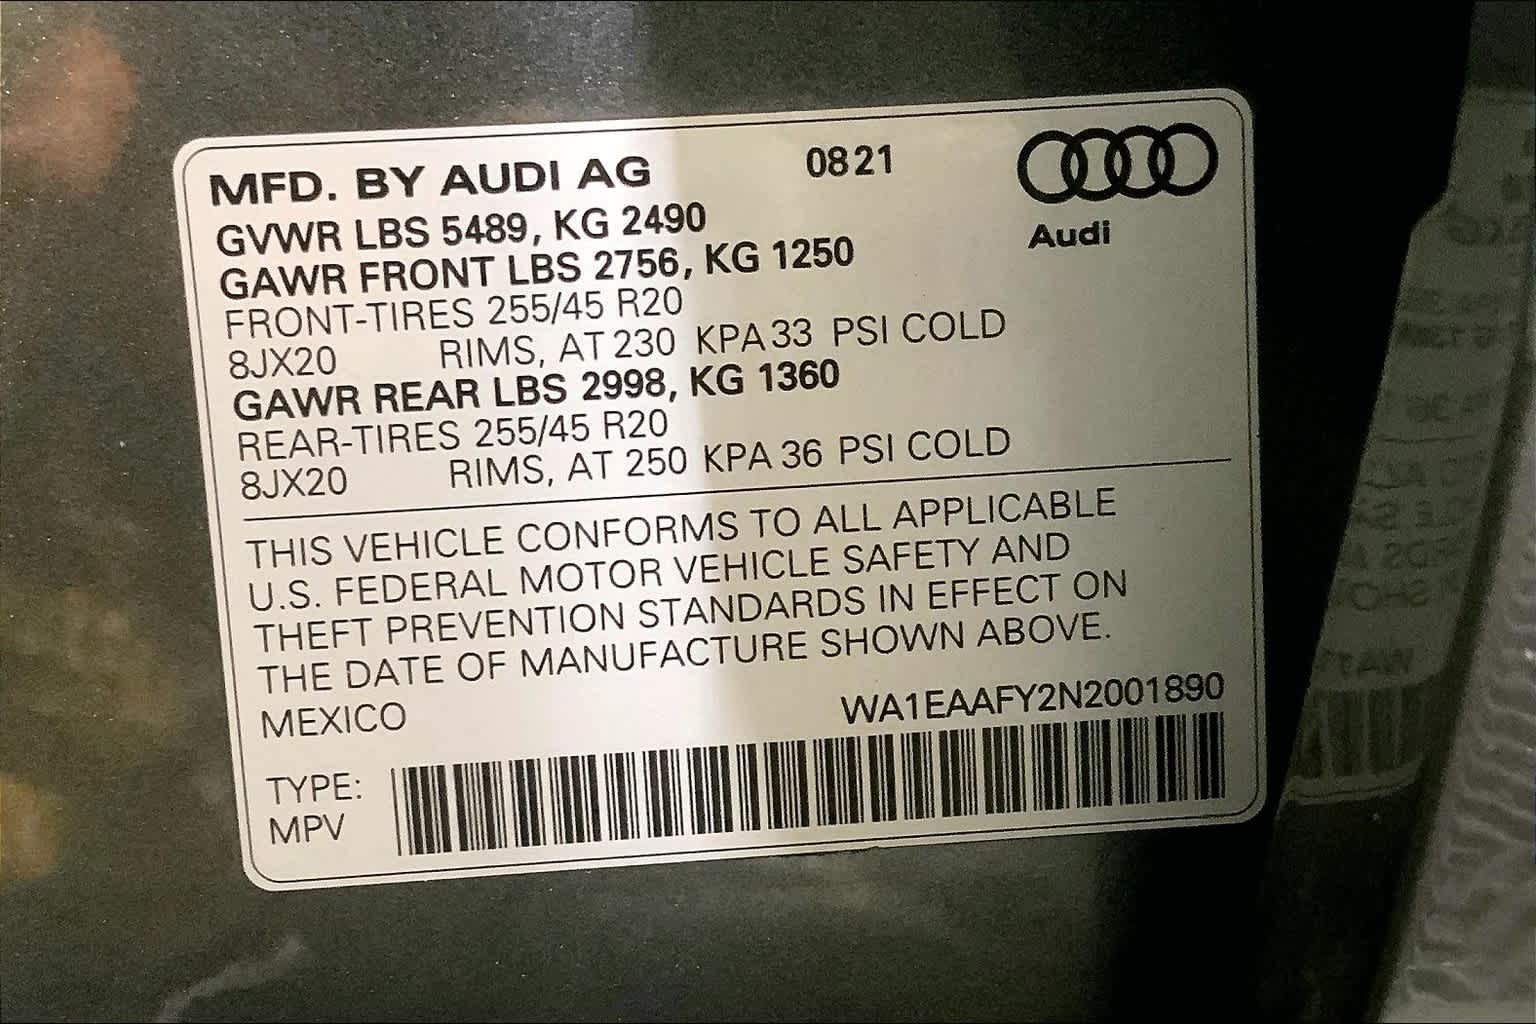 MFD. BY AUDI AG 0821
Audi
GVWR LBS 5489, KG 2490
GAWR FRONT LBS 2756, KG 1250
FRONT-TIRES 255/45 R20
8JX20 RIMS, AT 230 KPA 33 PSI COLD
GAWR REAR LBS 2998, KG 1360
REAR-TIRES 255/45 R20
8JX20 RIMS, AT 250 KPA 36 PSI COLD
THIS VEHICLE CONFORMS TO ALL APPLICABLE
U.S. FEDERAL MOTOR VEHICLE SAFETY AND
THEFT PREVENTION STANDARDS IN EFFECT ON
THE DATE OF MANUFACTURE SHOWN ABOVE.
MEXICO WA1EAAFY2N2001890
TYPE:
MPV